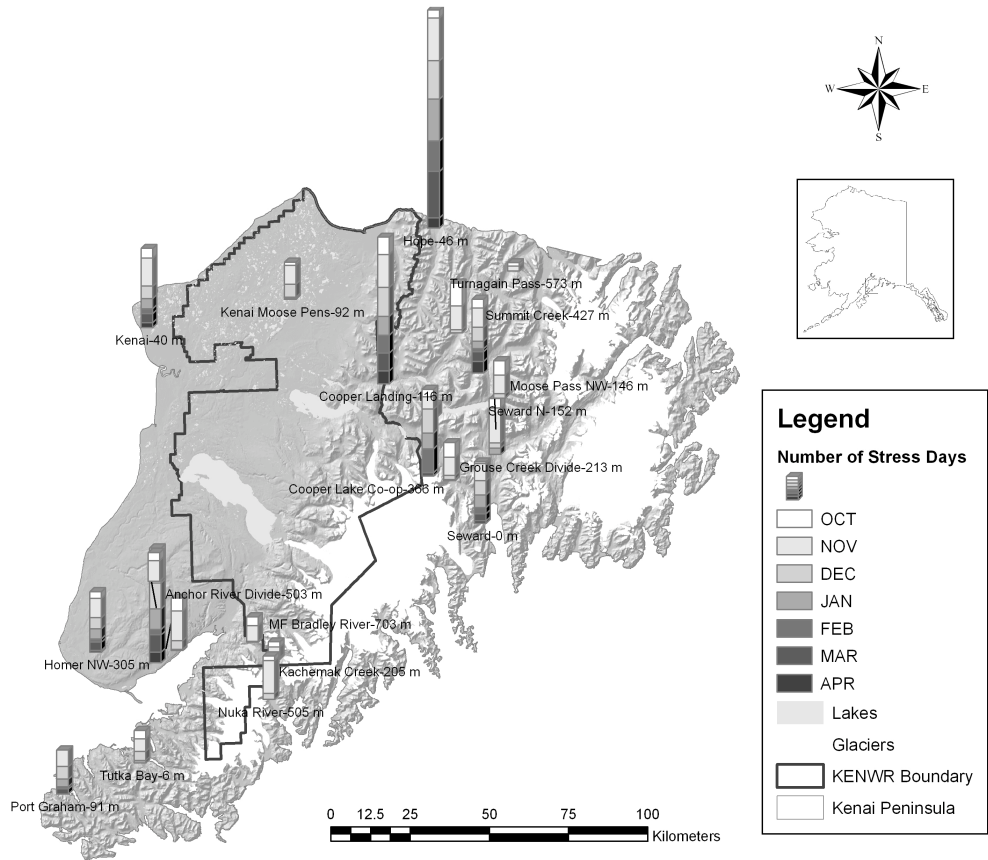 N
W
E
S
Hope-46 m
Turnagain Pass-573 m
Kenai Moose Pens-92 m
Summit Creek-427 m
Kenai-40 m
Moose Pass NW-146 m
Cooper Landing-116 m
Seward N-152 m
Grouse Creek Divide-213 m
Cooper Lake Co-op-366 m
Seward-0 m
Anchor River Divide-503 m
MF Bradley River-703 m
Homer NW-305 m
Kachemak Creek-205 m
Nuka River-505 m
Tutka Bay-6 m
Port Graham-91 m
Legend
Number of Stress Days
OCT
NOV
DEC
JAN
FEB
MAR
APR
Lakes
Glaciers
KENWR Boundary
Kenai Peninsula
0 12.5 25 50 75 100
Kilometers